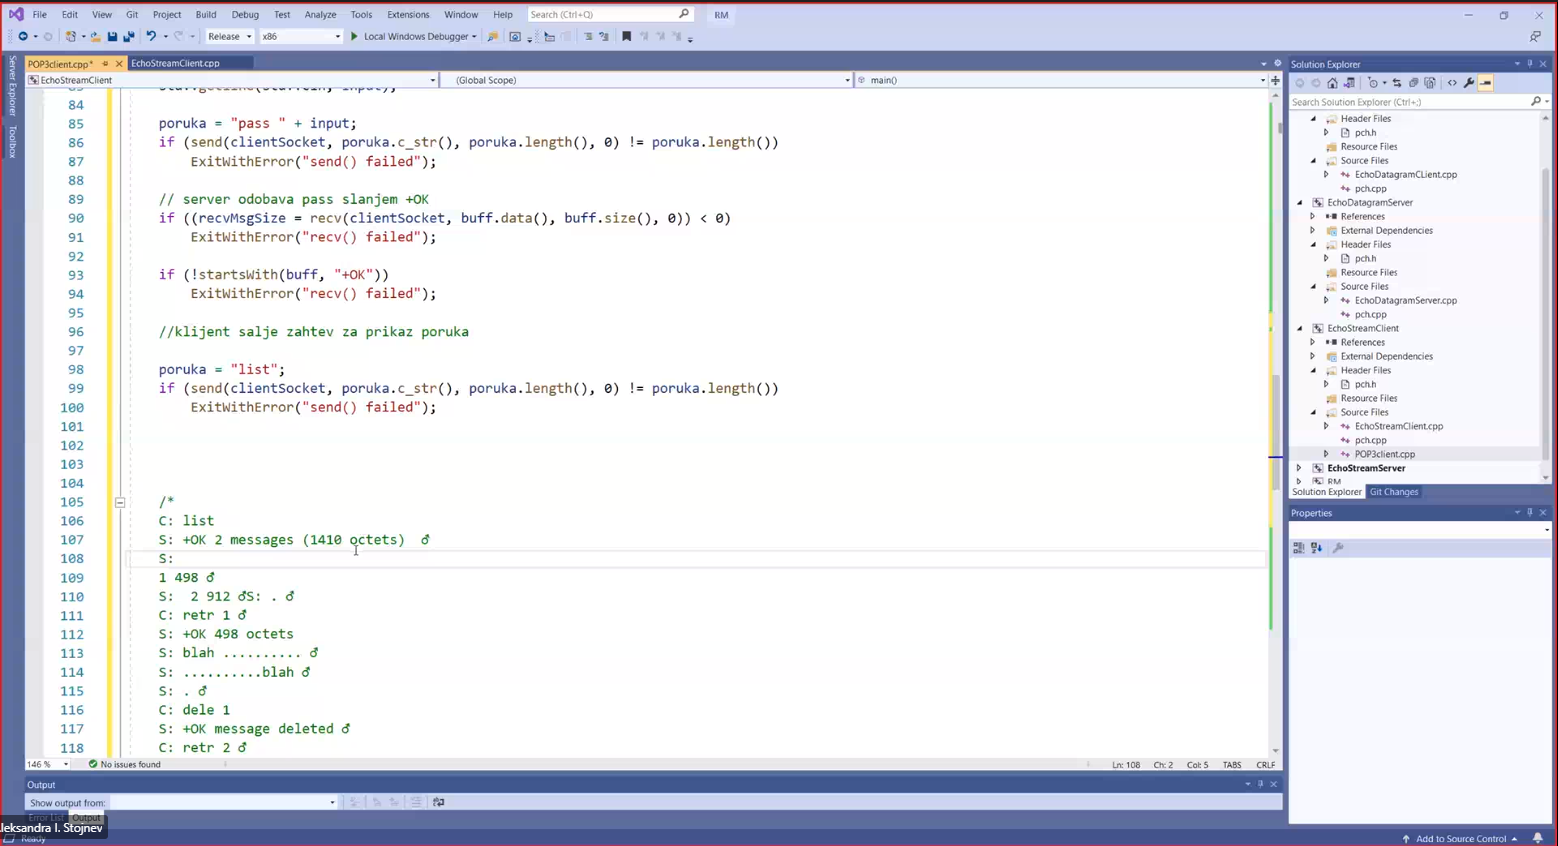 File Edit View Git Project Build Debug Test Analyze Tools Extensions Window Help Search (Ctrl+Q) RM
Release x86 Local Windows Debugger
POP3client.cpp* EchoStreamClient.cpp
EchoStreamClient (Global Scope) main()
Server Explorer
Toolbox
84
85 poruka = "pass " + input;
86 if (send(clientSocket, poruka.c_str(), poruka.length(), 0) != poruka.length())
87 ExitWithError("send() failed");
88
89 // server odobava pass slanjem +OK
90 if ((recvMsgSize = recv(clientSocket, buff.data(), buff.size(), 0)) < 0)
91 ExitWithError("recv() failed");
92
93 if (!startsWith(buff, "+OK"))
94 ExitWithError("recv() failed");
95
96 //klijent salje zahtev za prikaz poruka
97
98 poruka = "list";
99 if (send(clientSocket, poruka.c_str(), poruka.length(), 0) != poruka.length())
100 ExitWithError("send() failed");
101
102
103
104
105 /*
106 C: list
107 S: +OK 2 messages (1410 octets) ♂
108 S:
109 1 498 ♂
110 S: 2 912 ♂S: . ♂
111 C: retr 1 ♂
112 S: +OK 498 octets
113 S: blah .......... ♂
114 S: ..........blah ♂
115 S: . ♂
116 C: dele 1
117 S: +OK message deleted ♂
118 C: retr 2 ♂
146 % No issues found Ln: 108 Ch: 2 Col: 5 TABS CRLF
Output
Show output from:
Error List Output
leksandra I. Stojnev
Ready
Solution Explorer
Search Solution Explorer (Ctrl+;)
Header Files
pch.h
Resource Files
Source Files
EchoDatagramCLient.cpp
pch.cpp
EchoDatagramServer
References
External Dependencies
Header Files
pch.h
Resource Files
Source Files
EchoDatagramServer.cpp
pch.cpp
EchoStreamClient
References
External Dependencies
Header Files
pch.h
Resource Files
Source Files
EchoStreamClient.cpp
pch.cpp
POP3client.cpp
EchoStreamServer
RM
Solution Explorer Git Changes
Properties
Add to Source Control